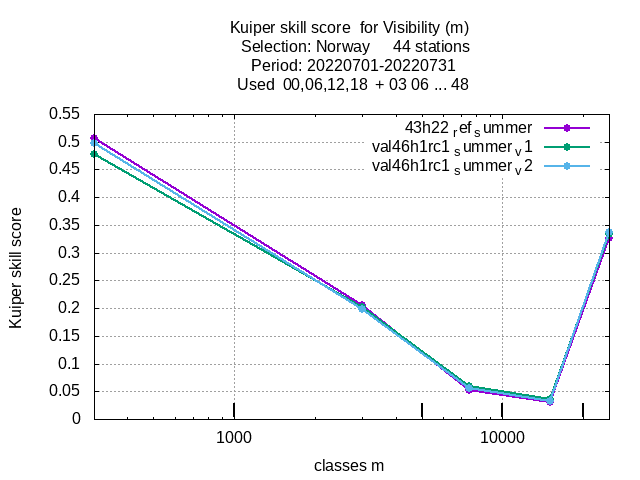 Kuiper skill score  for Visibility (m)
Selection: Norway     44 stations
Period: 20220701-20220731
Used  00,06,12,18  + 03 06 ... 48
43h22 ref summer
val46h1rc1 summer v1
val46h1rc1 summer v2
0.55
0.5
0.45
0.4
0.35
0.3
0.25
0.2
0.15
0.1
0.05
0
Kuiper skill score
1000
10000
classes m